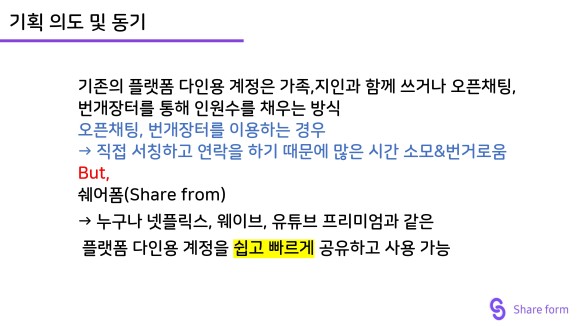 기획 의도 및 동기
기존의 플랫폼 다인용 계정은 가족,지인과 함께 쓰거나 오픈채팅,
번개장터를 통해 인원수를 채우는 방식
오픈채팅, 번개장터를 이용하는 경우
→ 직접 서칭하고 연락을 하기 때문에 많은 시간 소모&번거로움
But,
쉐어폼(Share from)
→ 누구나 넷플릭스, 웨이브, 유튜브 프리미엄과 같은
플랫폼 다인용 계정을 쉽고 빠르게 공유하고 사용 가능
Share form